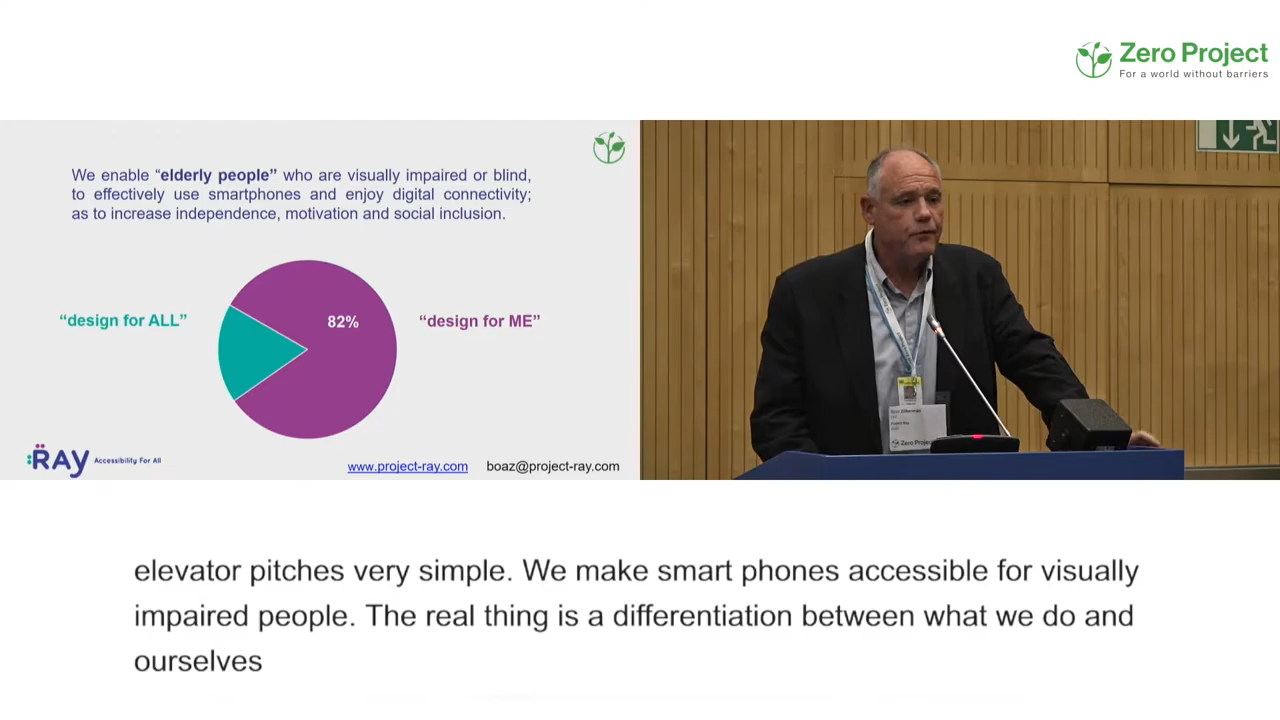 Zero Project
For a world without barriers
We enable “elderly people” who are visually impaired or blind,
to effectively use smartphones and enjoy digital connectivity;
as to increase independence, motivation and social inclusion.
“design for ALL”
82%
“design for ME”
RAY Accessibility For All
www.project-ray.com boaz@project-ray.com
Zero Project
elevator pitches very simple. We make smart phones accessible for visually
impaired people. The real thing is a differentiation between what we do and
ourselves